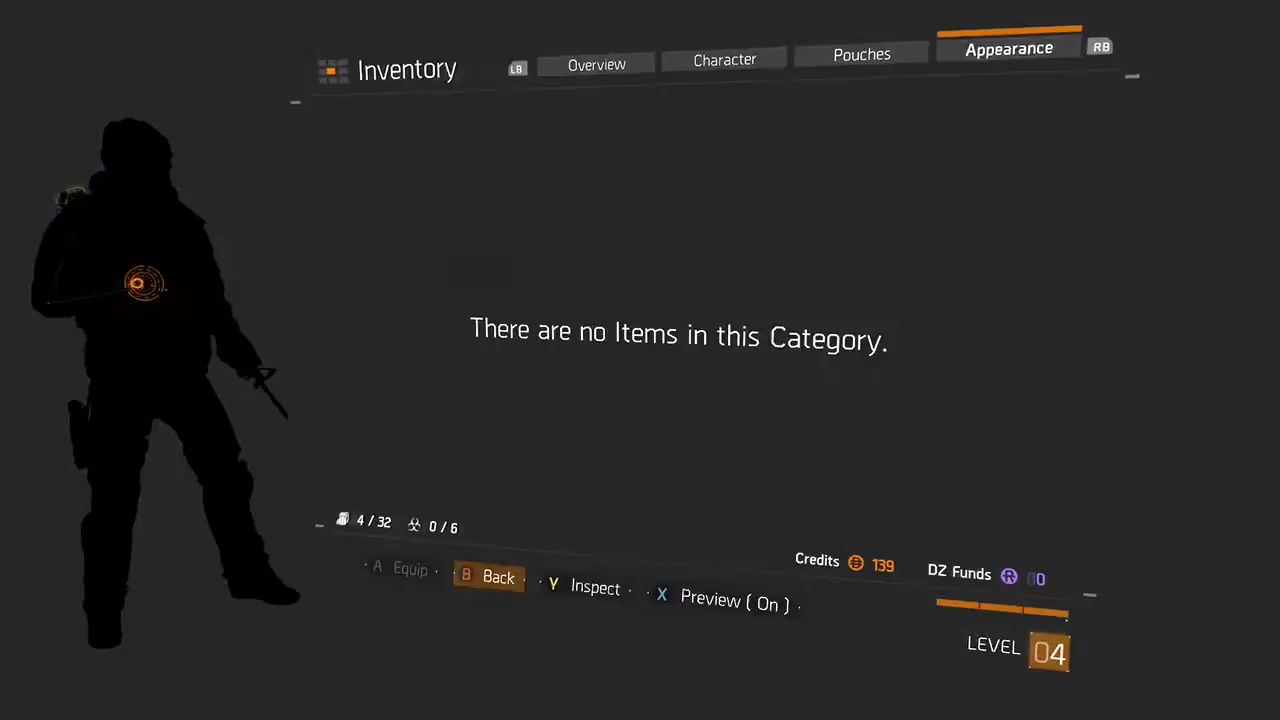 Inventory LB Overview Character Pouches Appearance RB
There are no Items in this Category.
4 / 32 0 / 6
Credits 139 DZ Funds 00
A Equip B Back Y Inspect X Preview ( On )
LEVEL 04